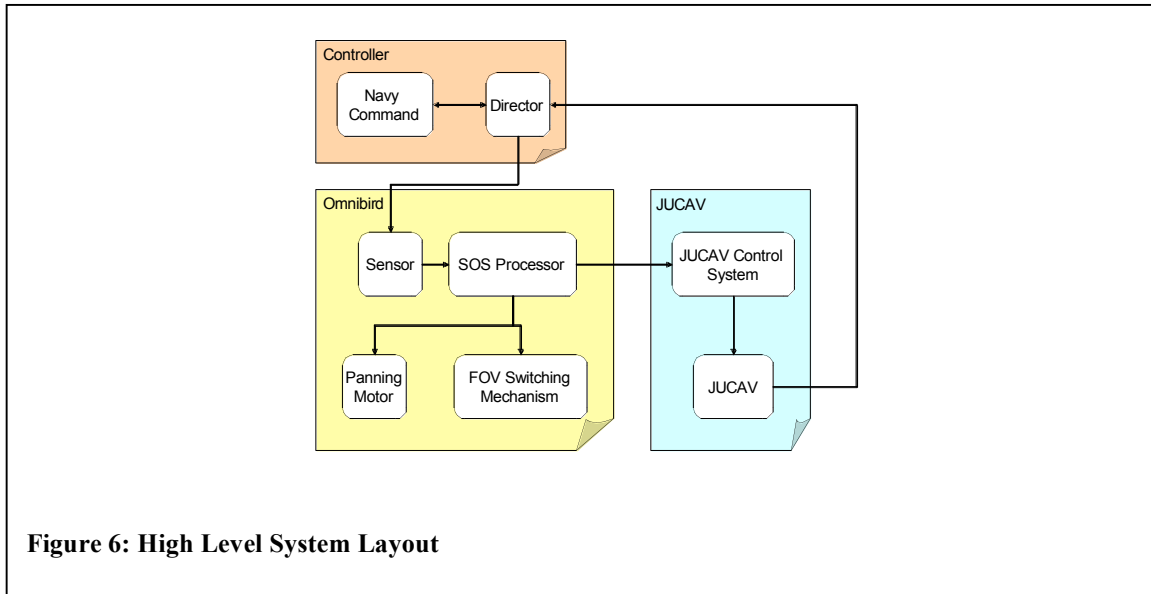 Controller
Navy
Command
Director
Omnibird
JUCAV
Sensor
SOS Processor
JUCAV Control
System
Panning
Motor
FOV Switching
Mechanism
JUCAV
Figure 6: High Level System Layout